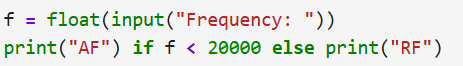 f = float(input("Frequency: "))
print("AF") if f < 20000 else print("RF")